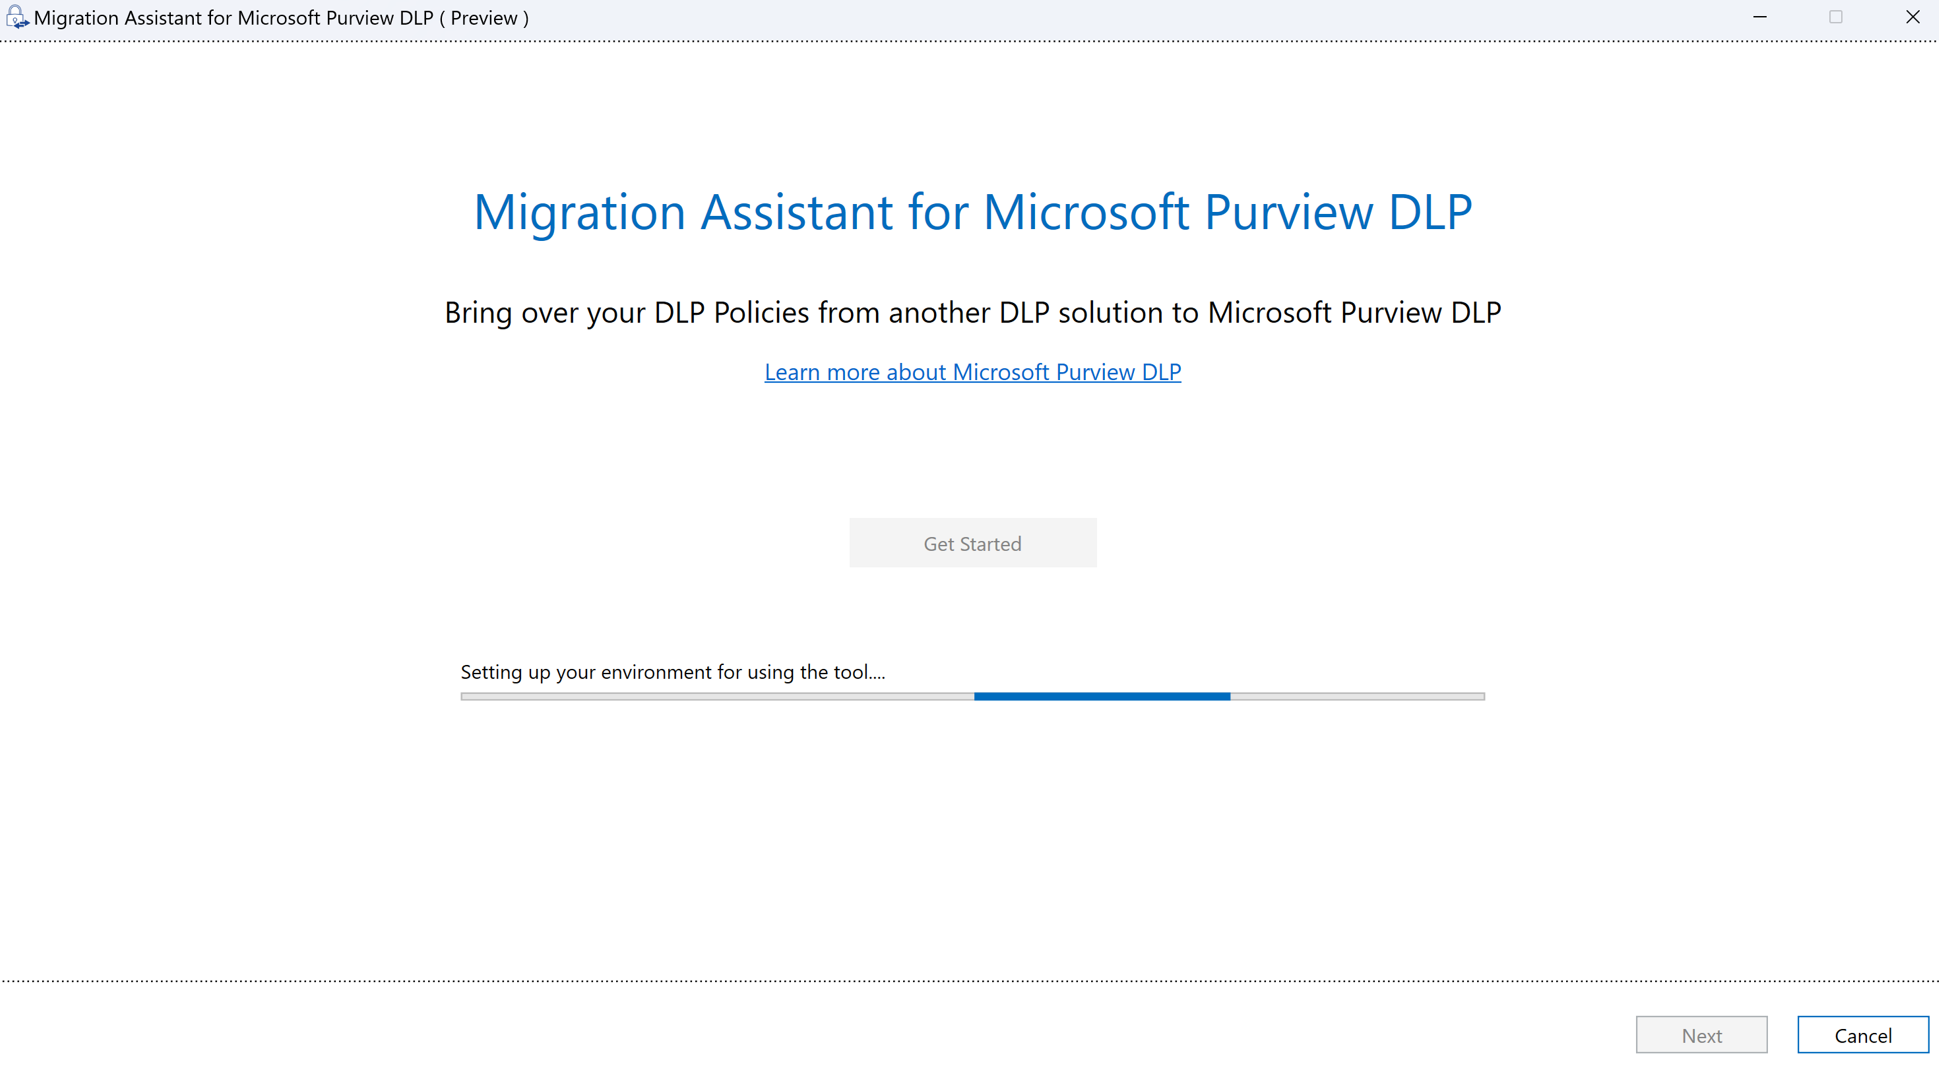 Migration Assistant for Microsoft Purview DLP ( Preview )
Migration Assistant for Microsoft Purview DLP
Bring over your DLP Policies from another DLP solution to Microsoft Purview DLP
Learn more about Microsoft Purview DLP
Get Started
Setting up your environment for using the tool....
Next
Cancel